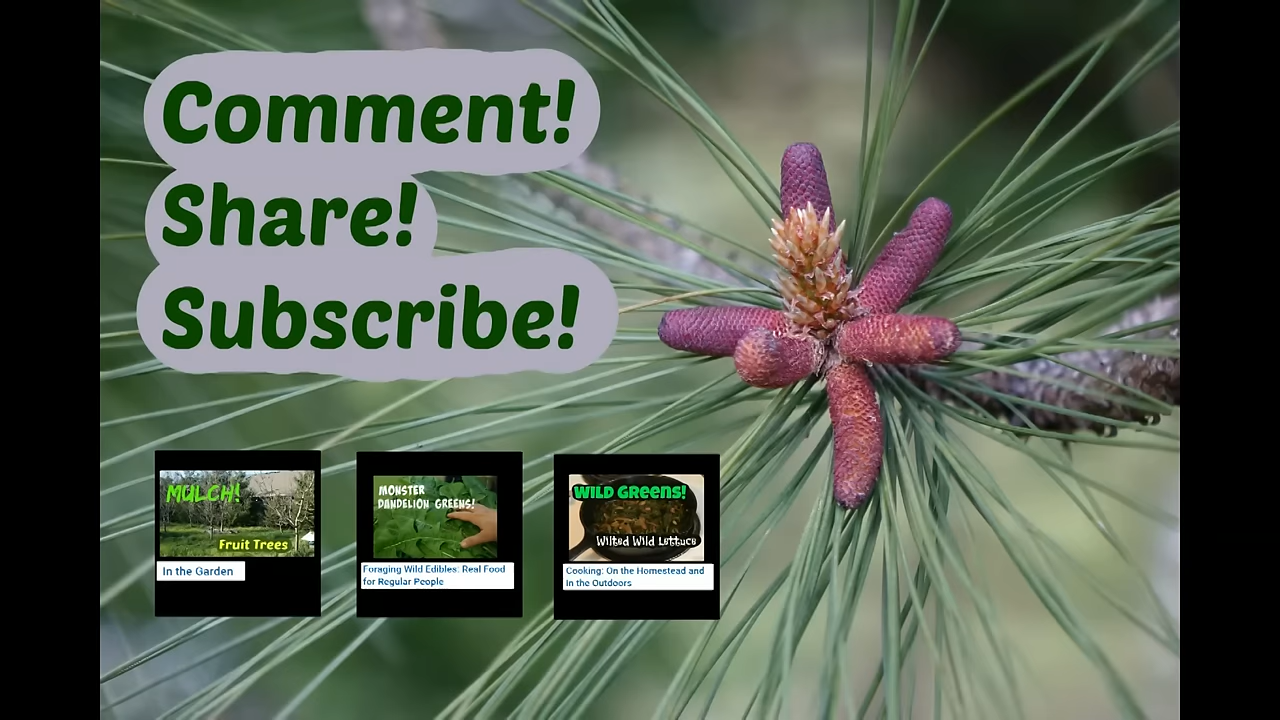 Comment!
Share!
Subscribe!
MULCH!
Fruit Trees
In the Garden
MONSTER
DANDELION GREENS!
Foraging Wild Edibles: Real Food
for Regular People
WILD GREENS!
Wilted Wild Lettuce
Cooking: On the Homestead and
In the Outdoors